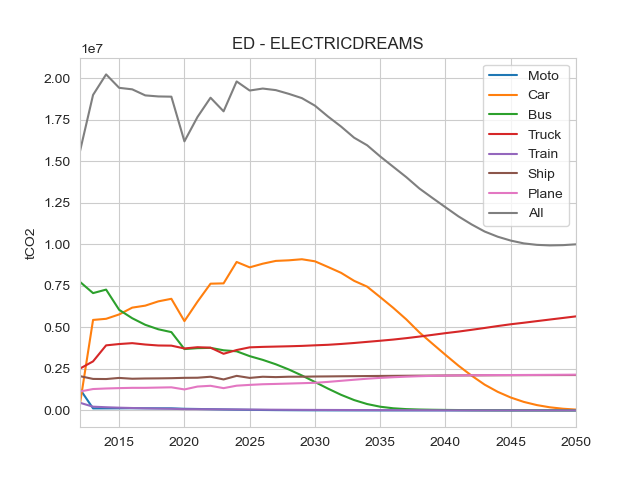 ED - ELECTRICDREAMS
1e7
2.00
1.75
1.50
1.25
1.00
0.75
0.50
0.25
0.00
tCO2
Moto
Car
Bus
Truck
Train
Ship
Plane
All
2015
2020
2025
2030
2035
2040
2045
2050